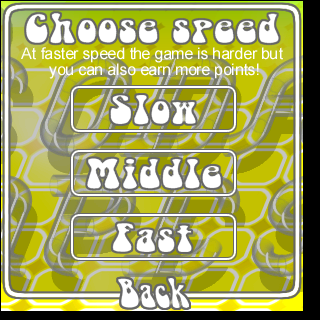 Choose speed
At faster speed the game is harder but
you can also earn more points!
Slow
Middle
Fast
Back